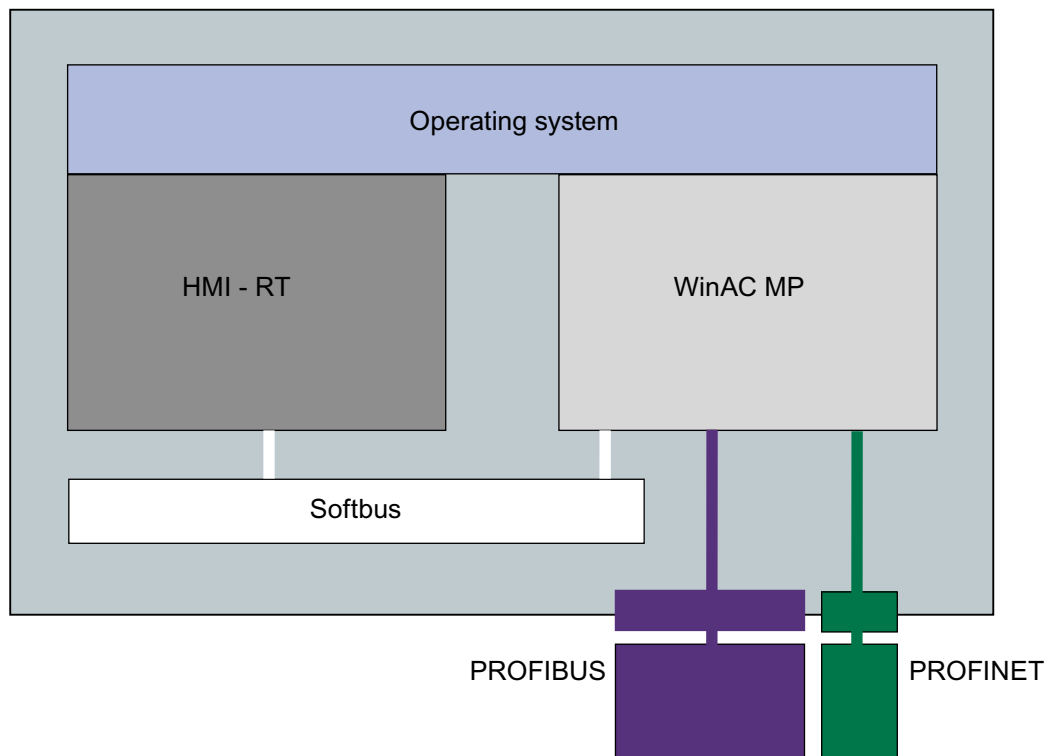 Operating system
HMI - RT
WinAC MP
Softbus
PROFIBUS
PROFINET